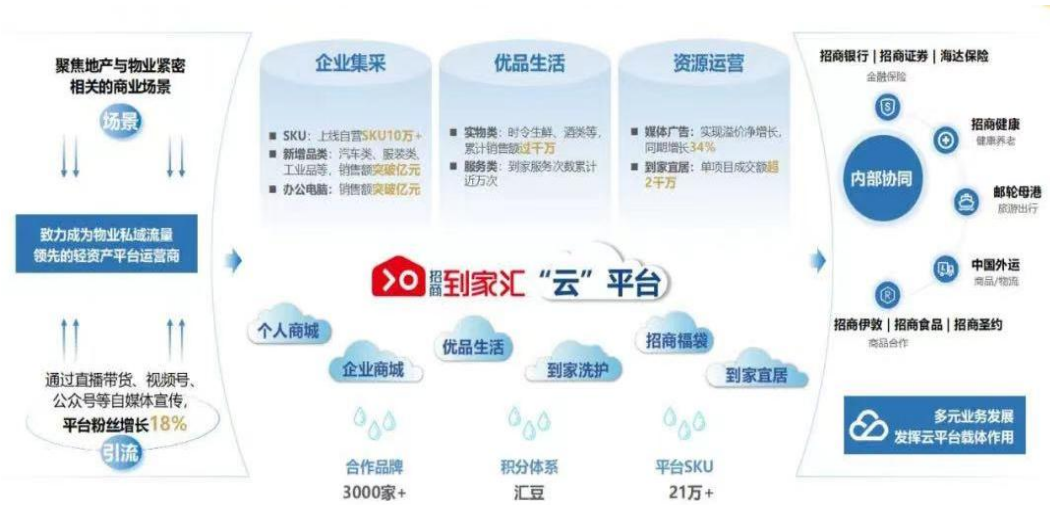 聚焦地产与物业紧密
相关的商业场景
场景
致力成为物业私域流量
领先的轻资产平台运营商
通过直播带货、视频号、
公众号等自媒体宣传,
平台粉丝增长18%
引流
企业集采
■ SKU：上线自营SKU10万+
■ 新增品类：汽车类、服装类、
工业品等，销售额突破亿元
■ 办公电脑：销售额突破亿元
优品生活
■ 实物类：时令生鲜、酒类等，
累计销售额过千万
■ 服务类：到家服务次数累计
近万次
资源运营
■ 媒体广告：实现溢价净增长，
同期增长34%
■ 到家宜居：单项目成交额超
2千万
招商到家汇“云”平台
个人商城
企业商城
优品生活
到家洗护
招商福袋
到家宜居
合作品牌
3000家+
积分体系
汇豆
平台SKU
21万+
招商银行 | 招商证券 | 海达保险
金融保险
招商健康
健康养老
内部协同
邮轮母港
旅游出行
中国外运
商品/物流
招商伊敦 | 招商食品 | 招商圣约
商品合作
多元业务发展
发挥云平台载体作用